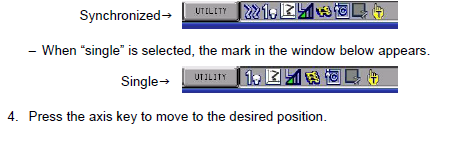 Synchronized→ UTILITY
– When “single” is selected, the mark in the window below appears.
Single→ UTILITY
4. Press the axis key to move to the desired position.